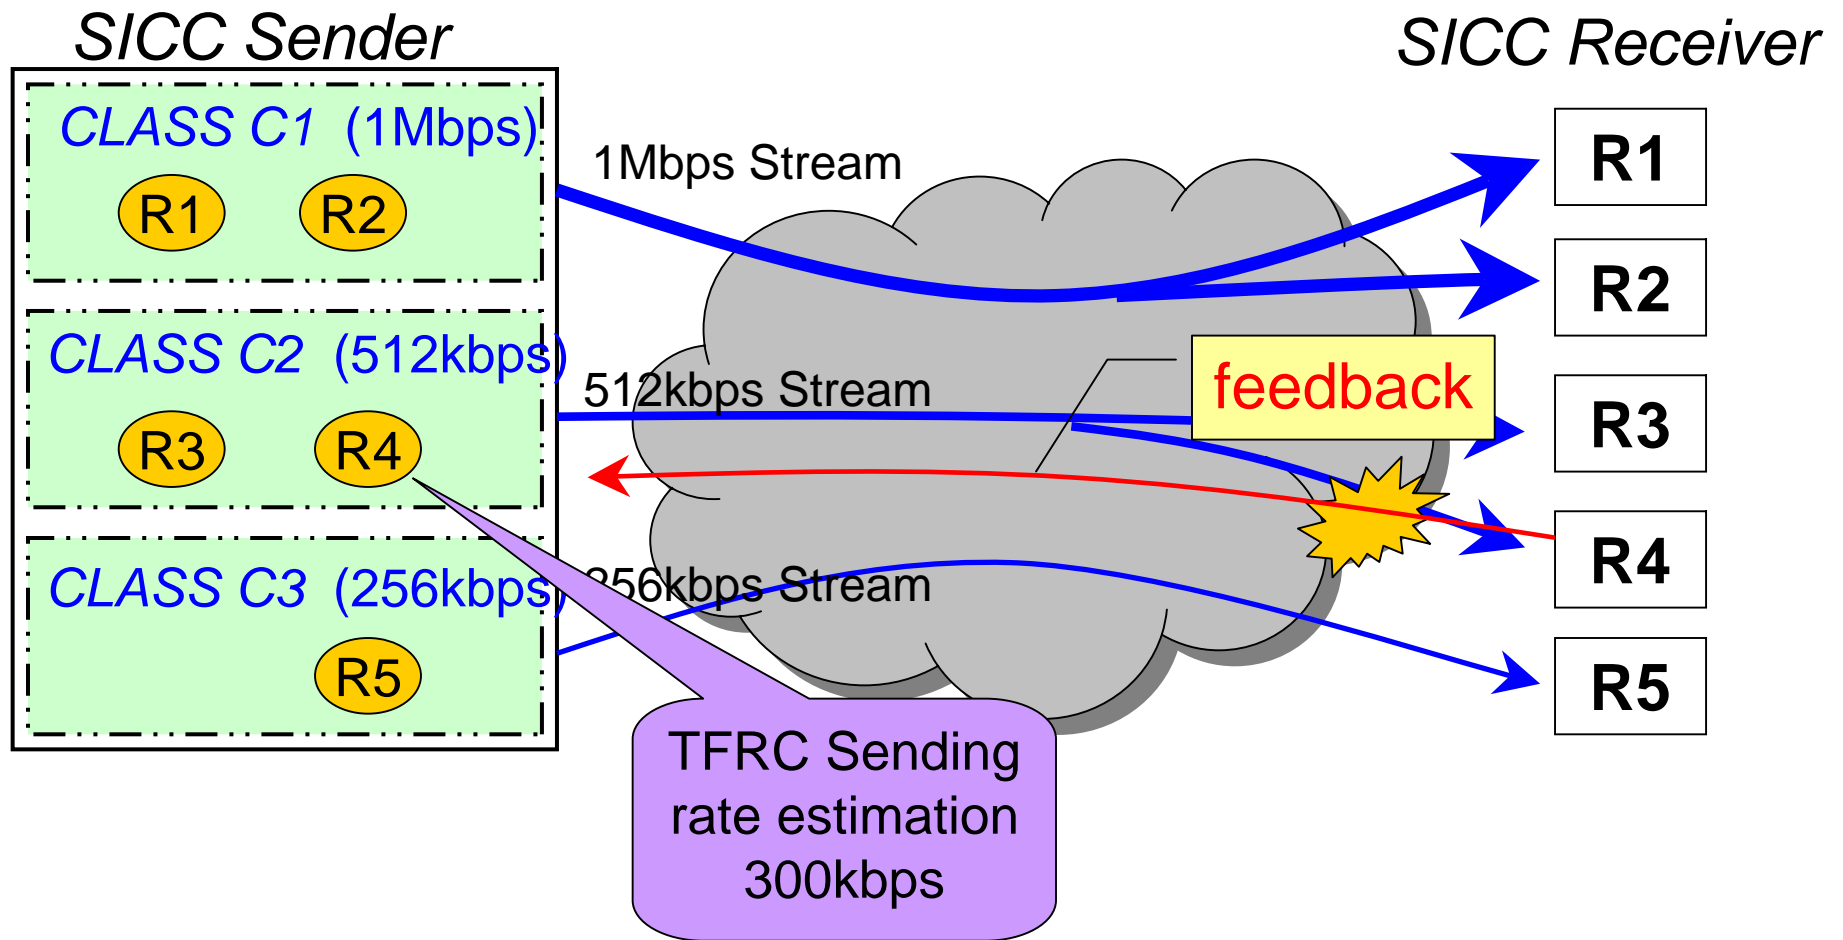 SICC Sender
SICC Receiver
CLASS C1 (1Mbps)
R1
R2
1Mbps Stream
R1
R2
CLASS C2 (512kbps)
R3
R4
512kbps Stream
feedback
R3
R4
CLASS C3 (256kbps)
R5
256kbps Stream
R5
TFRC Sending
rate estimation
300kbps